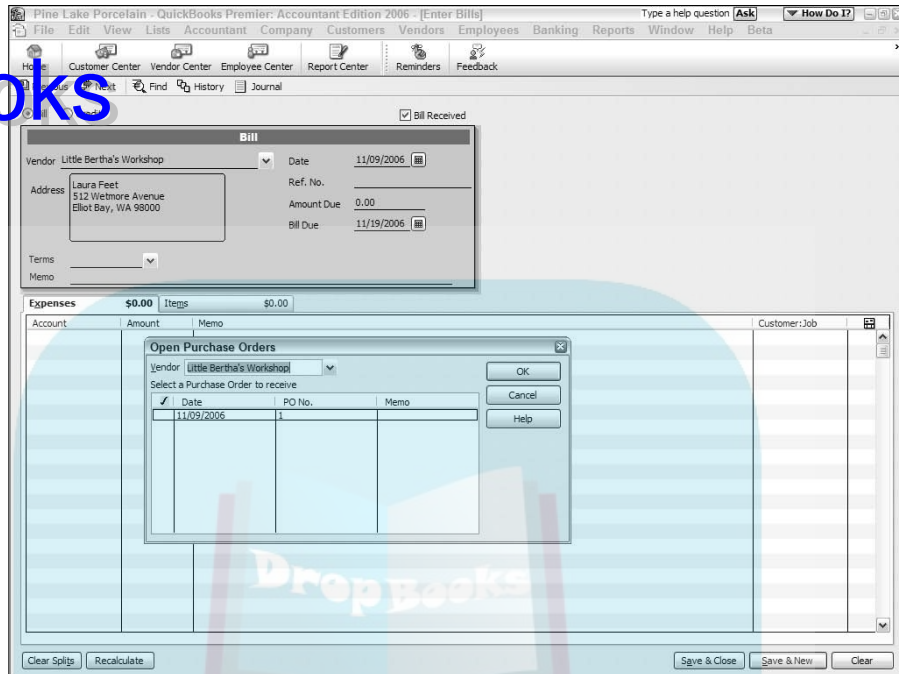 Pine Lake Porcelain - QuickBooks Premier: Accountant Edition 2006 - [Enter Bills]
Type a help question Ask How Do I?
File Edit View Lists Accountant Company Customers Vendors Employees Banking Reports Window Help Beta
Home Customer Center Vendor Center Employee Center Report Center Reminders Feedback
ooks
Next Find History Journal
Bill Received
Bill
Vendor Little Bertha's Workshop Date 11/09/2006
Address Laura Feet Ref. No.
512 Wetmore Avenue
Elliot Bay, WA 98000
Amount Due 0.00
Bill Due 11/19/2006
Terms
Memo
Expenses $0.00 Items $0.00
Account Amount Memo Customer:Job
Open Purchase Orders
Vendor Little Bertha's Workshop OK
Select a Purchase Order to receive
Cancel
Date PO No. Memo
Help
11/09/2006 1
DropBooks
Clear Splits Recalculate Save & Close Save & New Clear